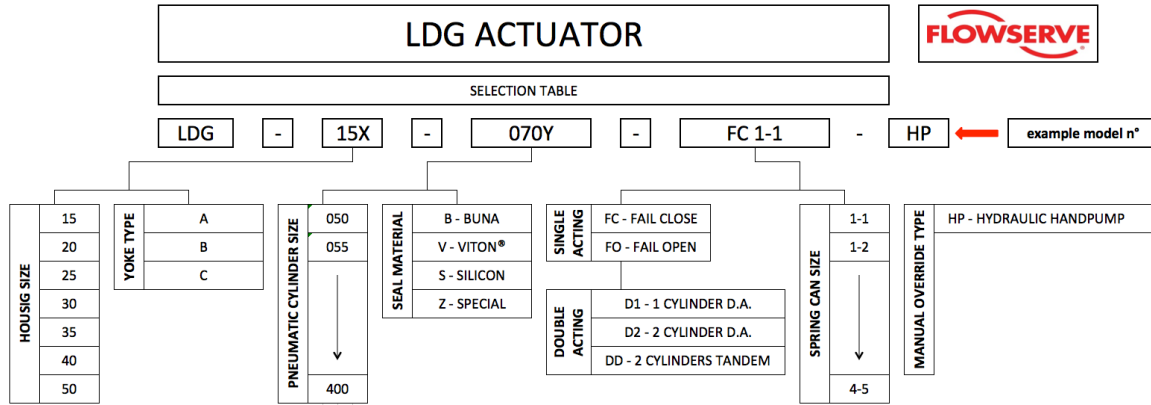 LDG ACTUATOR
FLOWSERVE
SELECTION TABLE
LDG - 15X - 070Y - FC 1-1 - HP example model n°
HOUSIG SIZE
15
20
25
30
35
40
50
YOKE TYPE
A
B
C
PNEUMATIC CYLINDER SIZE
050
055
400
SEAL MATERIAL
B - BUNA
V - VITON®
S - SILICON
Z - SPECIAL
SINGLE ACTING
FC - FAIL CLOSE
FO - FAIL OPEN
DOUBLE ACTING
D1 - 1 CYLINDER D.A.
D2 - 2 CYLINDER D.A.
DD - 2 CYLINDERS TANDEM
SPRING CAN SIZE
1-1
1-2
4-5
MANUAL OVERRIDE TYPE
HP - HYDRAULIC HANDPUMP